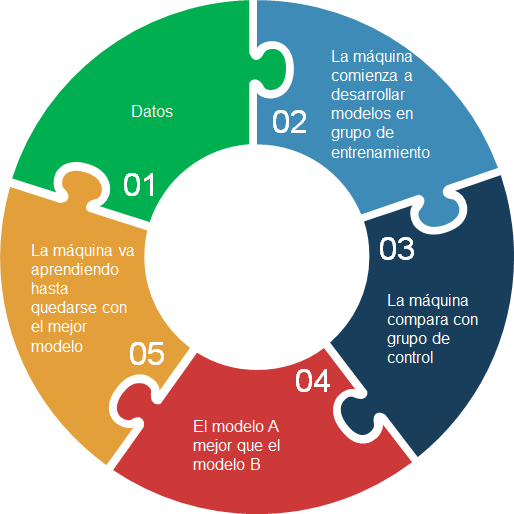 01
Datos
02
La máquina
comienza a
desarrollar
modelos en
grupo de
entrenamiento
03
La máquina
compara con
grupo de
control
04
El modelo A
mejor que el
modelo B
05
La máquina va
aprendiendo
hasta
quedarse con
el mejor
modelo